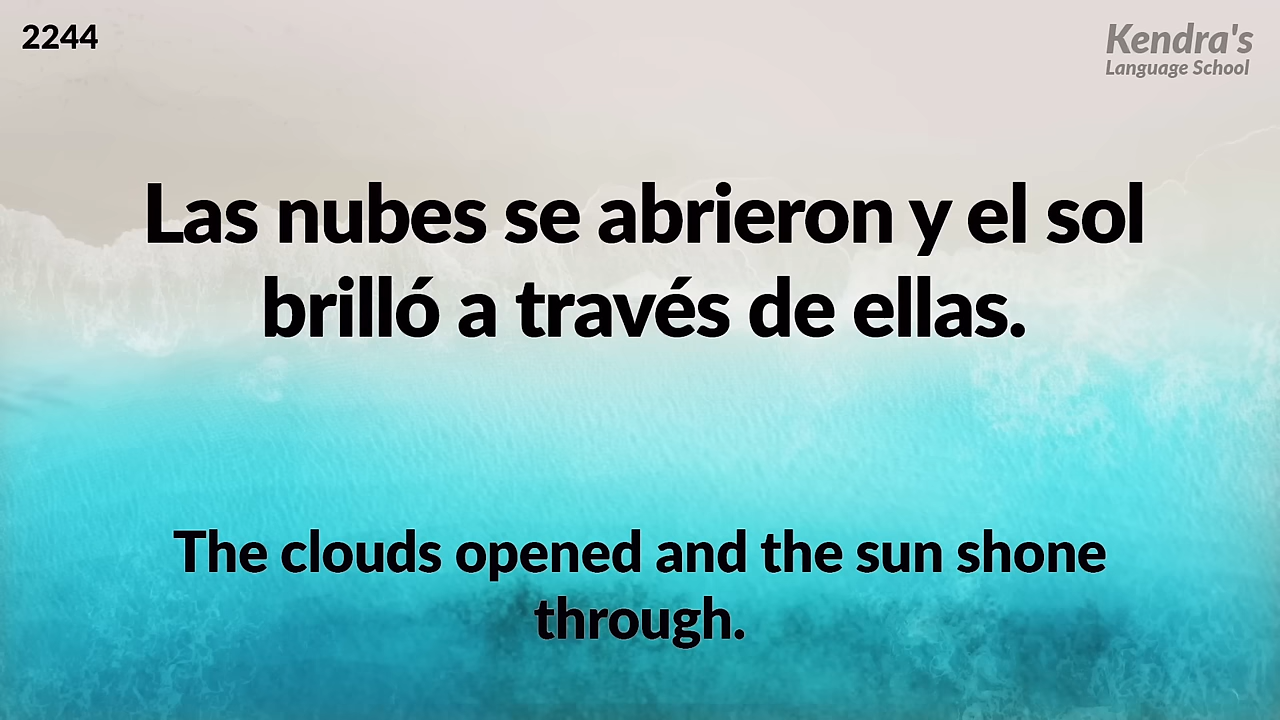 2244
Kendra's
Language School
Las nubes se abrieron y el sol
brilló a través de ellas.
The clouds opened and the sun shone
through.